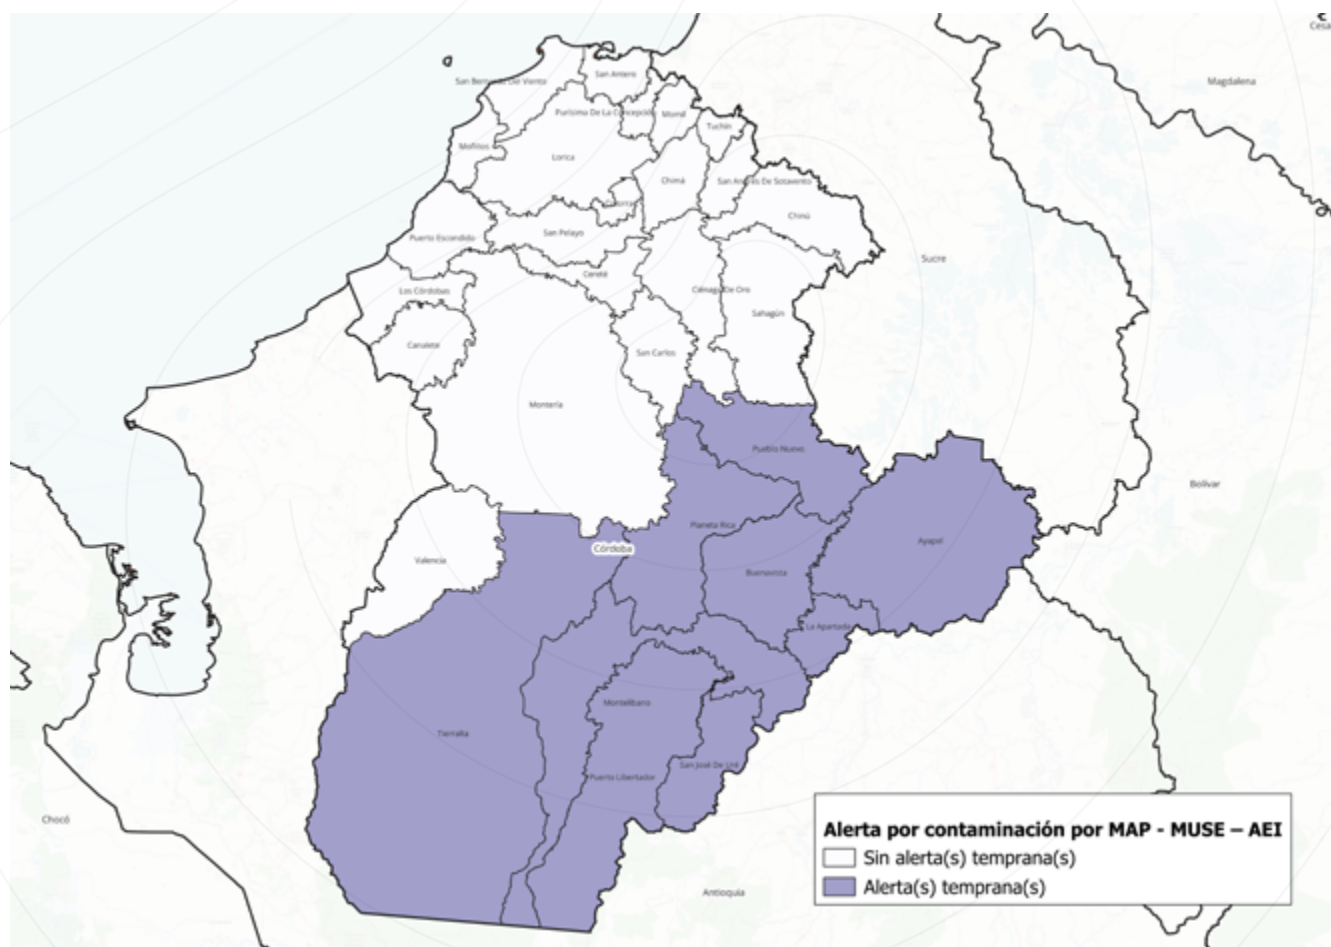 Cesa
Magdalena
San Antero
San Bernardo Del Viento
Purísima De La Concepción
Momil
Tuchín
Moñitos
Lorica
Chimá
San Andrés De Sotavento
Chinú
San Pelayo
Puerto Escondido
Sucre
Cereté
Los Córdobas
Ciénaga De Oro
Sahagún
Canalete
San Carlos
Montería
Pueblo Nuevo
Bolívar
Planeta Rica
Ayapel
Córdoba
Valencia
Buenavista
La Apartada
Montelíbano
Tierralta
San José De Uré
Puerto Libertador
Chocó
Antioquia
Alerta por contaminación por MAP - MUSE – AEI
Sin alerta(s) temprana(s)
Alerta(s) temprana(s)